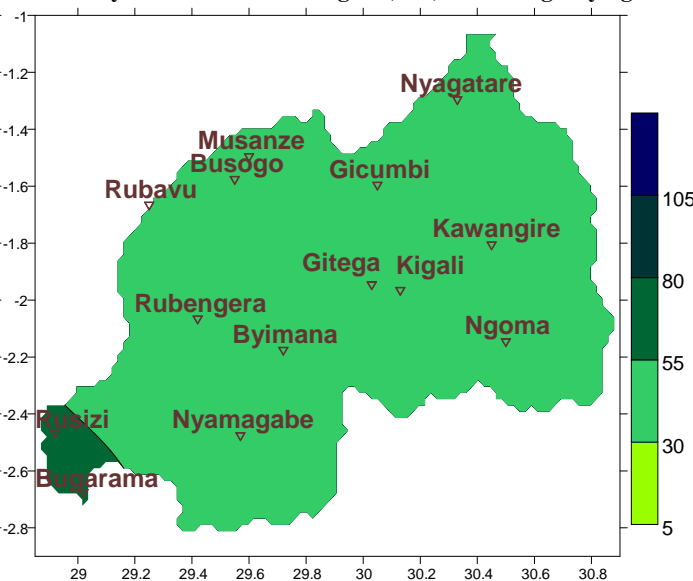 -1
-1.2
Nyagatare
-1.4
Musanze
Busogo
Gicumbi
-1.6
Rubavu
105
Kawangire
-1.8
Gitega
Kigali
80
-2
Rubengera
Ngoma
Byimana
-2.2
55
-2.4
Rusizi
Nyamagabe
30
-2.6
Bugarama
5
-2.8
29 29.2 29.4 29.6 29.8 30 30.2 30.4 30.6 30.8